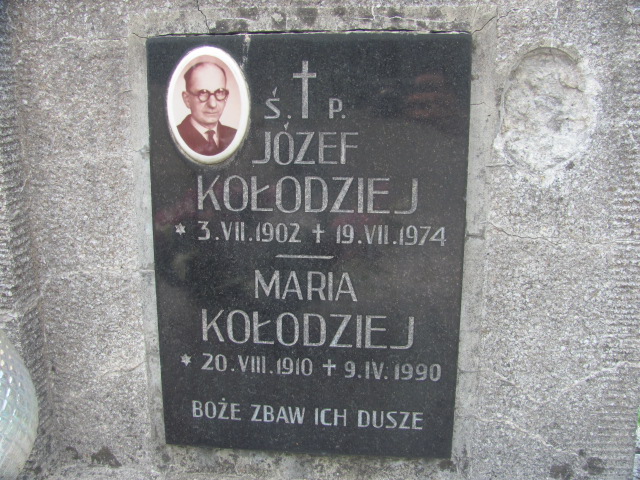 Ś. P.
JÓZEF
KOŁODZIEJ
* 3.VII.1902 + 19.VII.1974
MARIA
KOŁODZIEJ
* 20.VIII.1910 + 9.IV.1990
BOŻE ZBAW ICH DUSZE